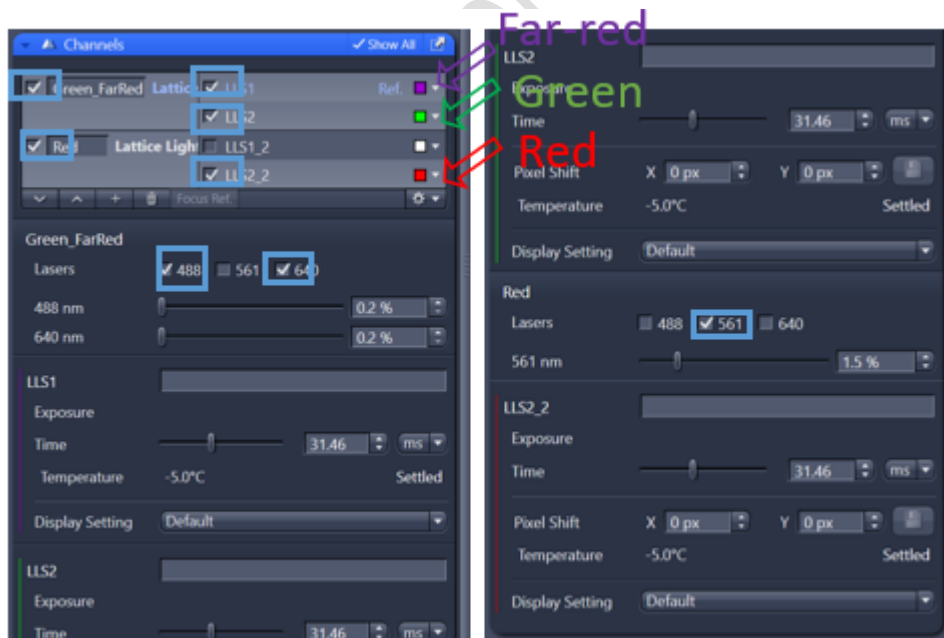 Channels Show All
Green_FarRed Lattice LLS1 Ref.
LLS2
Red Lattice Light LLS1_2
LLS2_2
Focus Ref.
Green_FarRed
Lasers 488 561 640
488 nm 0.2 %
640 nm 0.2 %
LLS1
Exposure
Time 31.46 ms
Temperature -5.0°C Settled
Display Setting Default
LLS2
Exposure
Time 31.46 ms
Far-red
Green
Red
LLS2
Exposure
Time 31.46 ms
Pixel Shift X 0 px Y 0 px
Temperature -5.0°C Settled
Display Setting Default
Red
Lasers 488 561 640
561 nm 1.5 %
LLS2_2
Exposure
Time 31.46 ms
Pixel Shift X 0 px Y 0 px
Temperature -5.0°C Settled
Display Setting Default